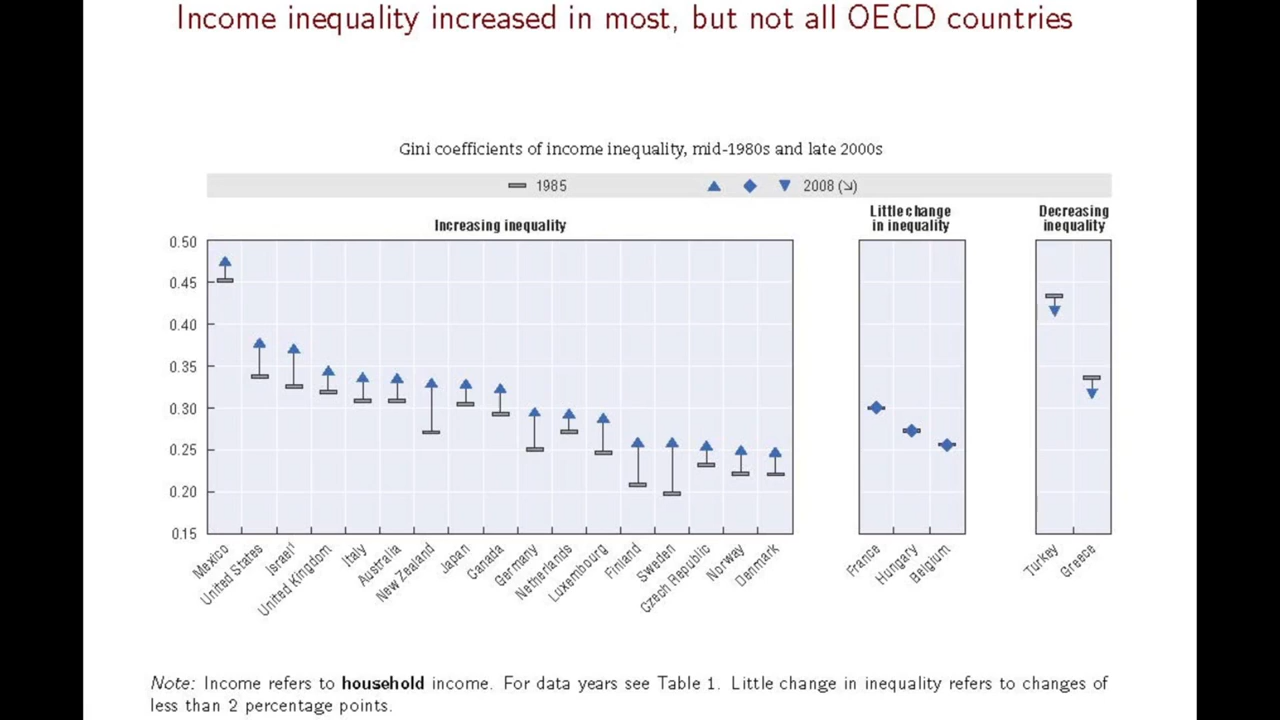 Income inequality increased in most, but not all OECD countries
Gini coefficients of income inequality, mid-1980s and late 2000s
1985
2008 (↘)
Increasing inequality
Little change
in inequality
Decreasing
inequality
0.50
0.45
0.40
0.35
0.30
0.25
0.20
0.15
Mexico
United States
Israel¹
United Kingdom
Italy
Australia
New Zealand
Japan
Canada
Germany
Netherlands
Luxembourg
Finland
Sweden
Czech Republic
Norway
Denmark
France
Hungary
Belgium
Turkey
Greece
Note: Income refers to household income. For data years see Table 1. Little change in inequality refers to changes of
less than 2 percentage points.